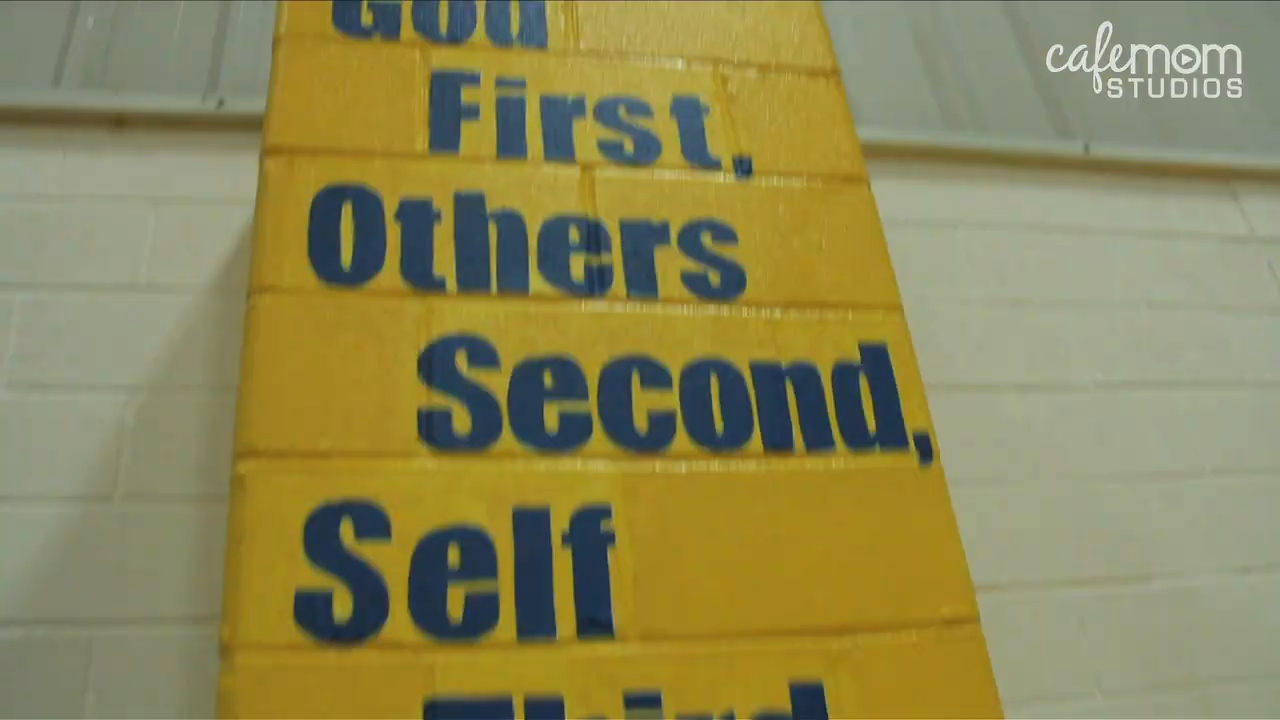 God
First,
Others
Second,
Self
Third
cafemom
STUDIOS